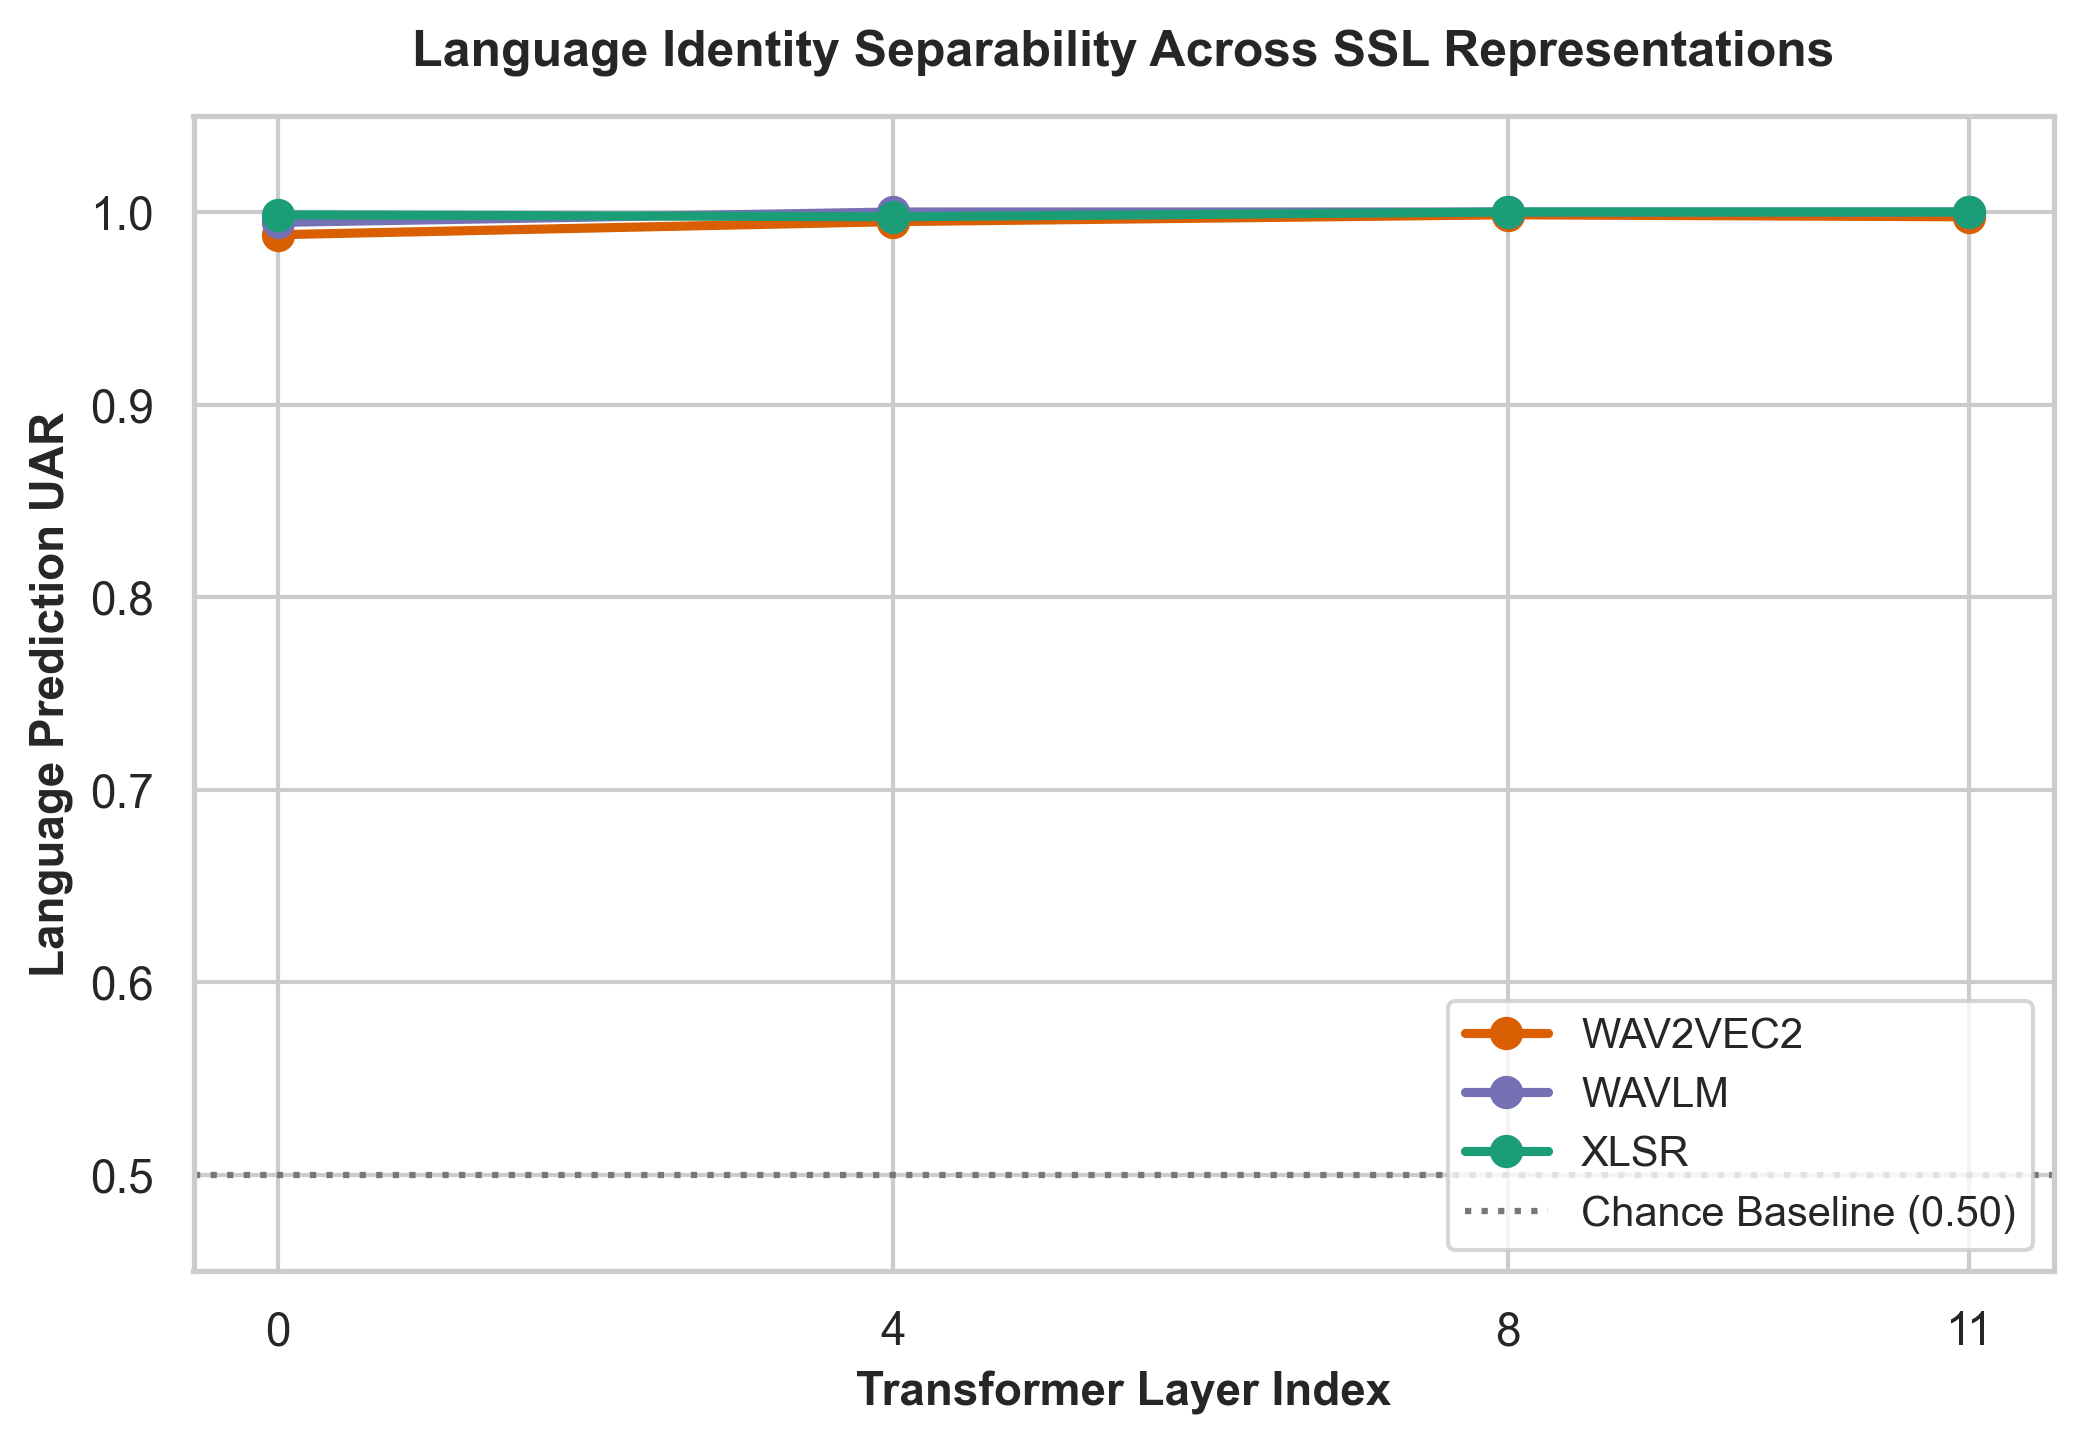 Language Identity Separability Across SSL Representations
Language Prediction UAR
1.0
0.9
0.8
0.7
0.6
0.5
WAV2VEC2
WAVLM
XLSR
Chance Baseline (0.50)
0 4 8 11
Transformer Layer Index